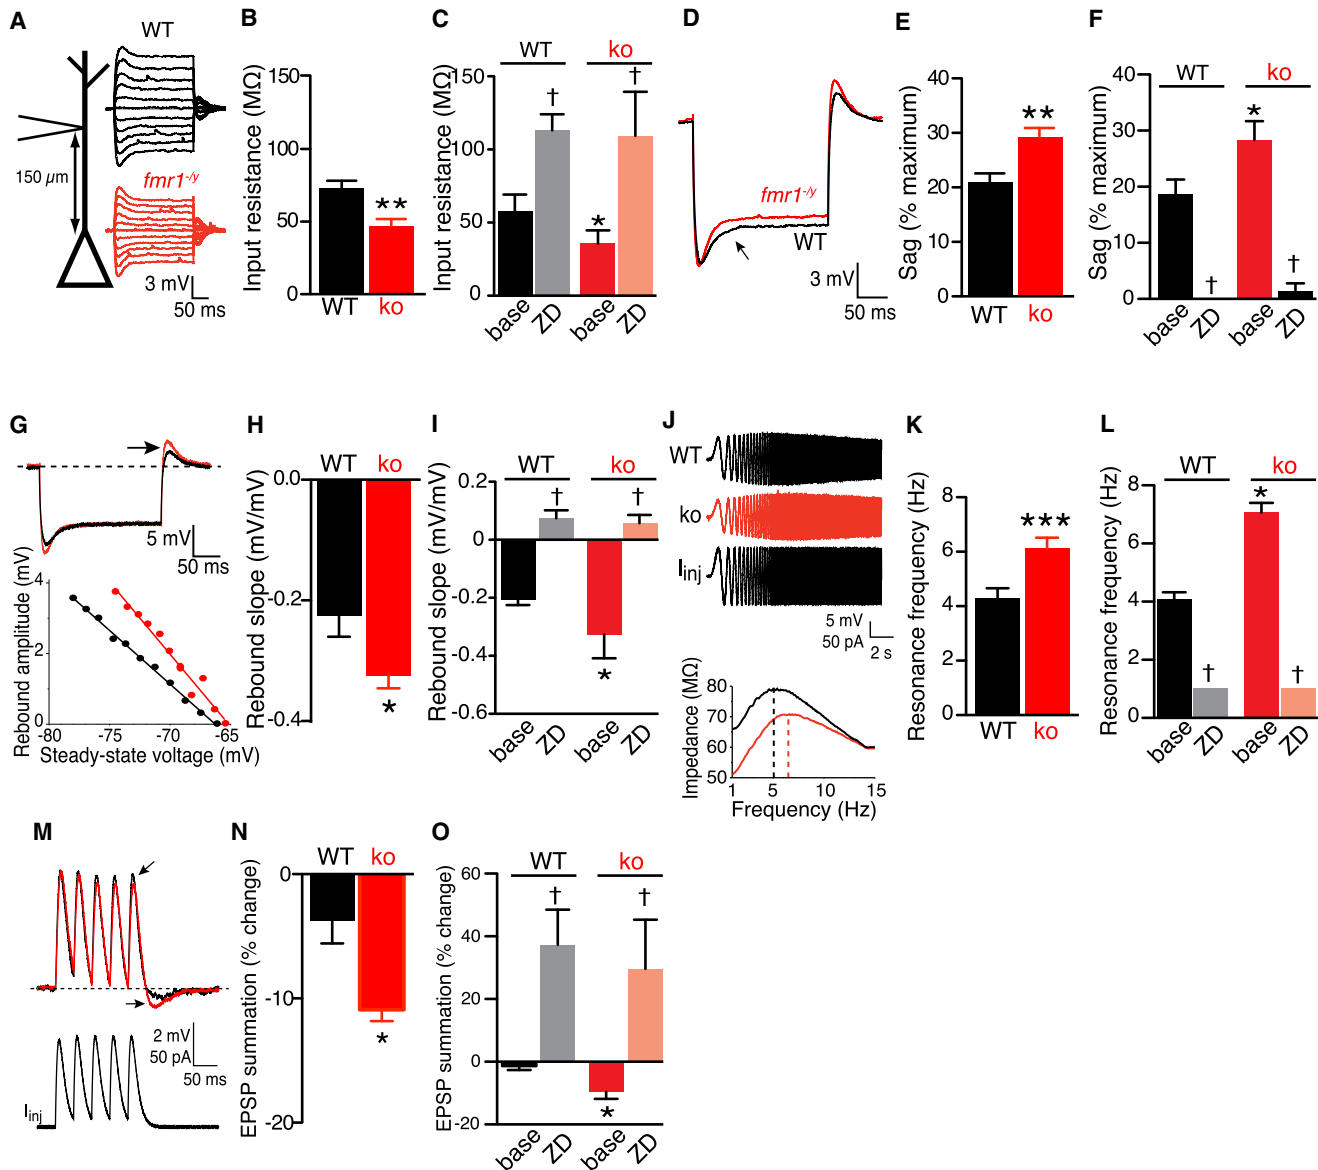 A
WT
150 µm
fmr1-/y
3 mV
50 ms
B
Input resistance (MΩ)
150
100
50
0
WT
ko
**
C
Input resistance (MΩ)
WT
ko
150
100
50
0
†
*
†
base
ZD
base
ZD
D
fmr1-/y
WT
3 mV
50 ms
E
Sag (% maximum)
40
30
20
10
0
**
WT
ko
F
Sag (% maximum)
WT
ko
40
30
20
10
0
†
*
†
base
ZD
base
ZD
G
5 mV
50 ms
Rebound amplitude (mV)
4
2
0
-80
-75
-70
-65
Steady-state voltage (mV)
H
WT
ko
Rebound slope (mV/mV)
0.0
-0.2
-0.4
*
I
WT
ko
Rebound slope (mV/mV)
0.2
0
-0.2
-0.4
-0.6
†
†
*
base
ZD
base
ZD
J
WT
ko
Iinj
5 mV
50 pA
2 s
Impedance (MΩ)
80
70
60
50
1
5
10
15
Frequency (Hz)
K
Resonance frequency (Hz)
8
6
4
2
0
***
WT
ko
L
Resonance frequency (Hz)
WT
ko
8
6
4
2
0
†
*
†
base
ZD
base
ZD
M
2 mV
50 pA
50 ms
Iinj
N
WT
ko
EPSP summation (% change)
0
-10
-20
*
O
WT
ko
EPSP summation (% change)
60
40
20
0
-20
†
†
*
base
ZD
base
ZD